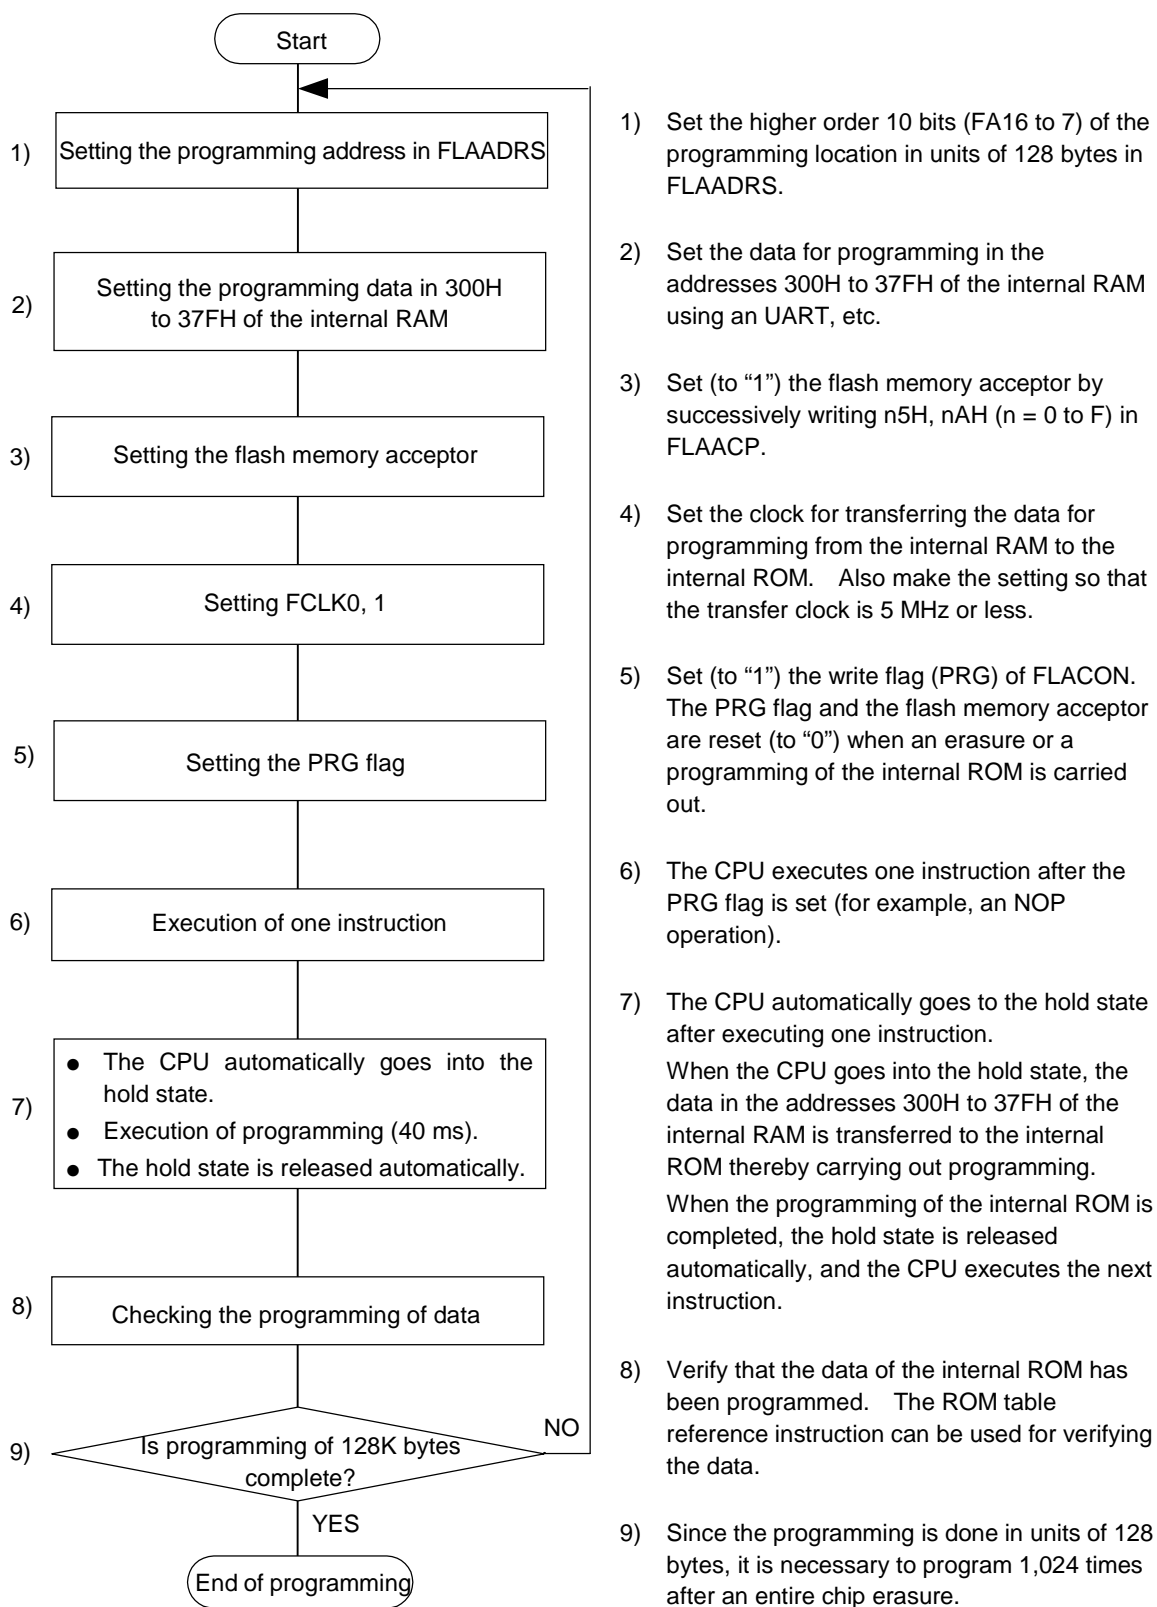 Start
1)
Setting the programming address in FLAADRS
2)
Setting the programming data in 300H
to 37FH of the internal RAM
3)
Setting the flash memory acceptor
4)
Setting FCLK0, 1
5)
Setting the PRG flag
6)
Execution of one instruction
7)
● The CPU automatically goes into the
hold state.
● Execution of programming (40 ms).
● The hold state is released automatically.
8)
Checking the programming of data
9)
Is programming of 128K bytes
complete?
NO
YES
End of programming
1) Set the higher order 10 bits (FA16 to 7) of the
programming location in units of 128 bytes in
FLAADRS.
2) Set the data for programming in the
addresses 300H to 37FH of the internal RAM
using an UART, etc.
3) Set (to “1”) the flash memory acceptor by
successively writing n5H, nAH (n = 0 to F) in
FLAACP.
4) Set the clock for transferring the data for
programming from the internal RAM to the
internal ROM. Also make the setting so that
the transfer clock is 5 MHz or less.
5) Set (to “1”) the write flag (PRG) of FLACON.
The PRG flag and the flash memory acceptor
are reset (to “0”) when an erasure or a
programming of the internal ROM is carried
out.
6) The CPU executes one instruction after the
PRG flag is set (for example, an NOP
operation).
7) The CPU automatically goes to the hold state
after executing one instruction.
When the CPU goes into the hold state, the
data in the addresses 300H to 37FH of the
internal RAM is transferred to the internal
ROM thereby carrying out programming.
When the programming of the internal ROM is
completed, the hold state is released
automatically, and the CPU executes the next
instruction.
8) Verify that the data of the internal ROM has
been programmed. The ROM table
reference instruction can be used for verifying
the data.
9) Since the programming is done in units of 128
bytes, it is necessary to program 1,024 times
after an entire chip erasure.